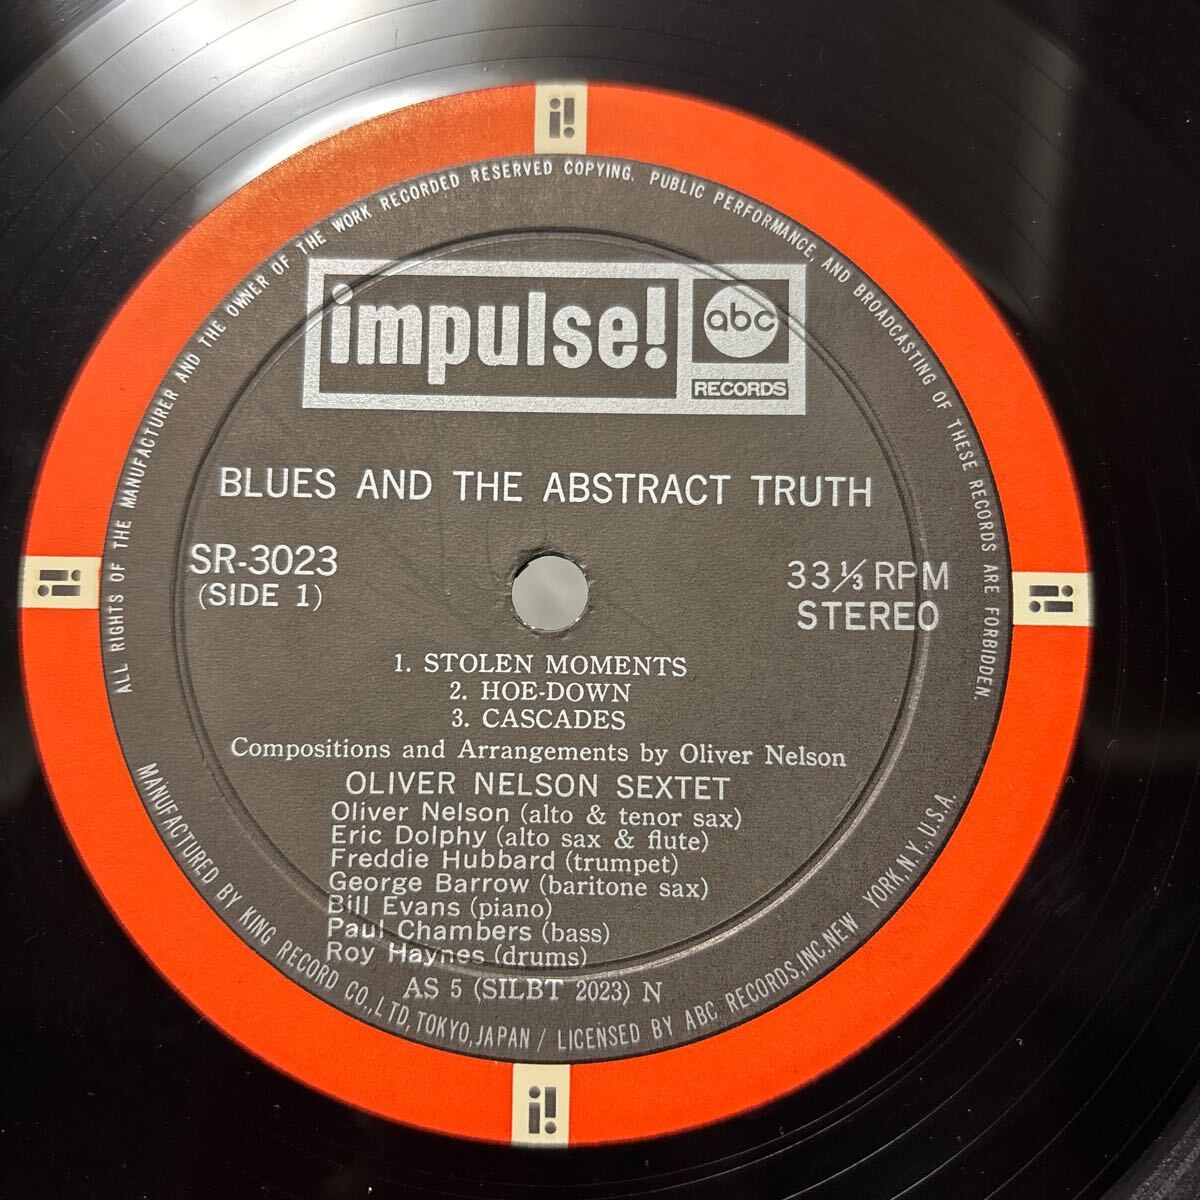 ALL RIGHTS OF THE MANUFACTURER AND THE OWNER OF THE WORK RECORDED RESERVED COPYING, PUBLIC PERFORMANCE, AND BROADCASTING OF THESE RECORDS ARE FORBIDDEN.
i!
i!
i!
i!
impulse!
abc
RECORDS
BLUES AND THE ABSTRACT TRUTH
SR-3023
(SIDE 1)
33 1/3 RPM
STEREO
1. STOLEN MOMENTS
2. HOE-DOWN
3. CASCADES
Compositions and Arrangements by Oliver Nelson
OLIVER NELSON SEXTET
Oliver Nelson (alto & tenor sax)
Eric Dolphy (alto sax & flute)
Freddie Hubbard (trumpet)
George Barrow (baritone sax)
Bill Evans (piano)
Paul Chambers (bass)
Roy Haynes (drums)
AS 5 (SILBT 2023) N
MANUFACTURED BY KING RECORD CO.,LTD,TOKYO,JAPAN / LICENSED BY ABC RECORDS,INC.NEW YORK,N.Y.,U.S.A.